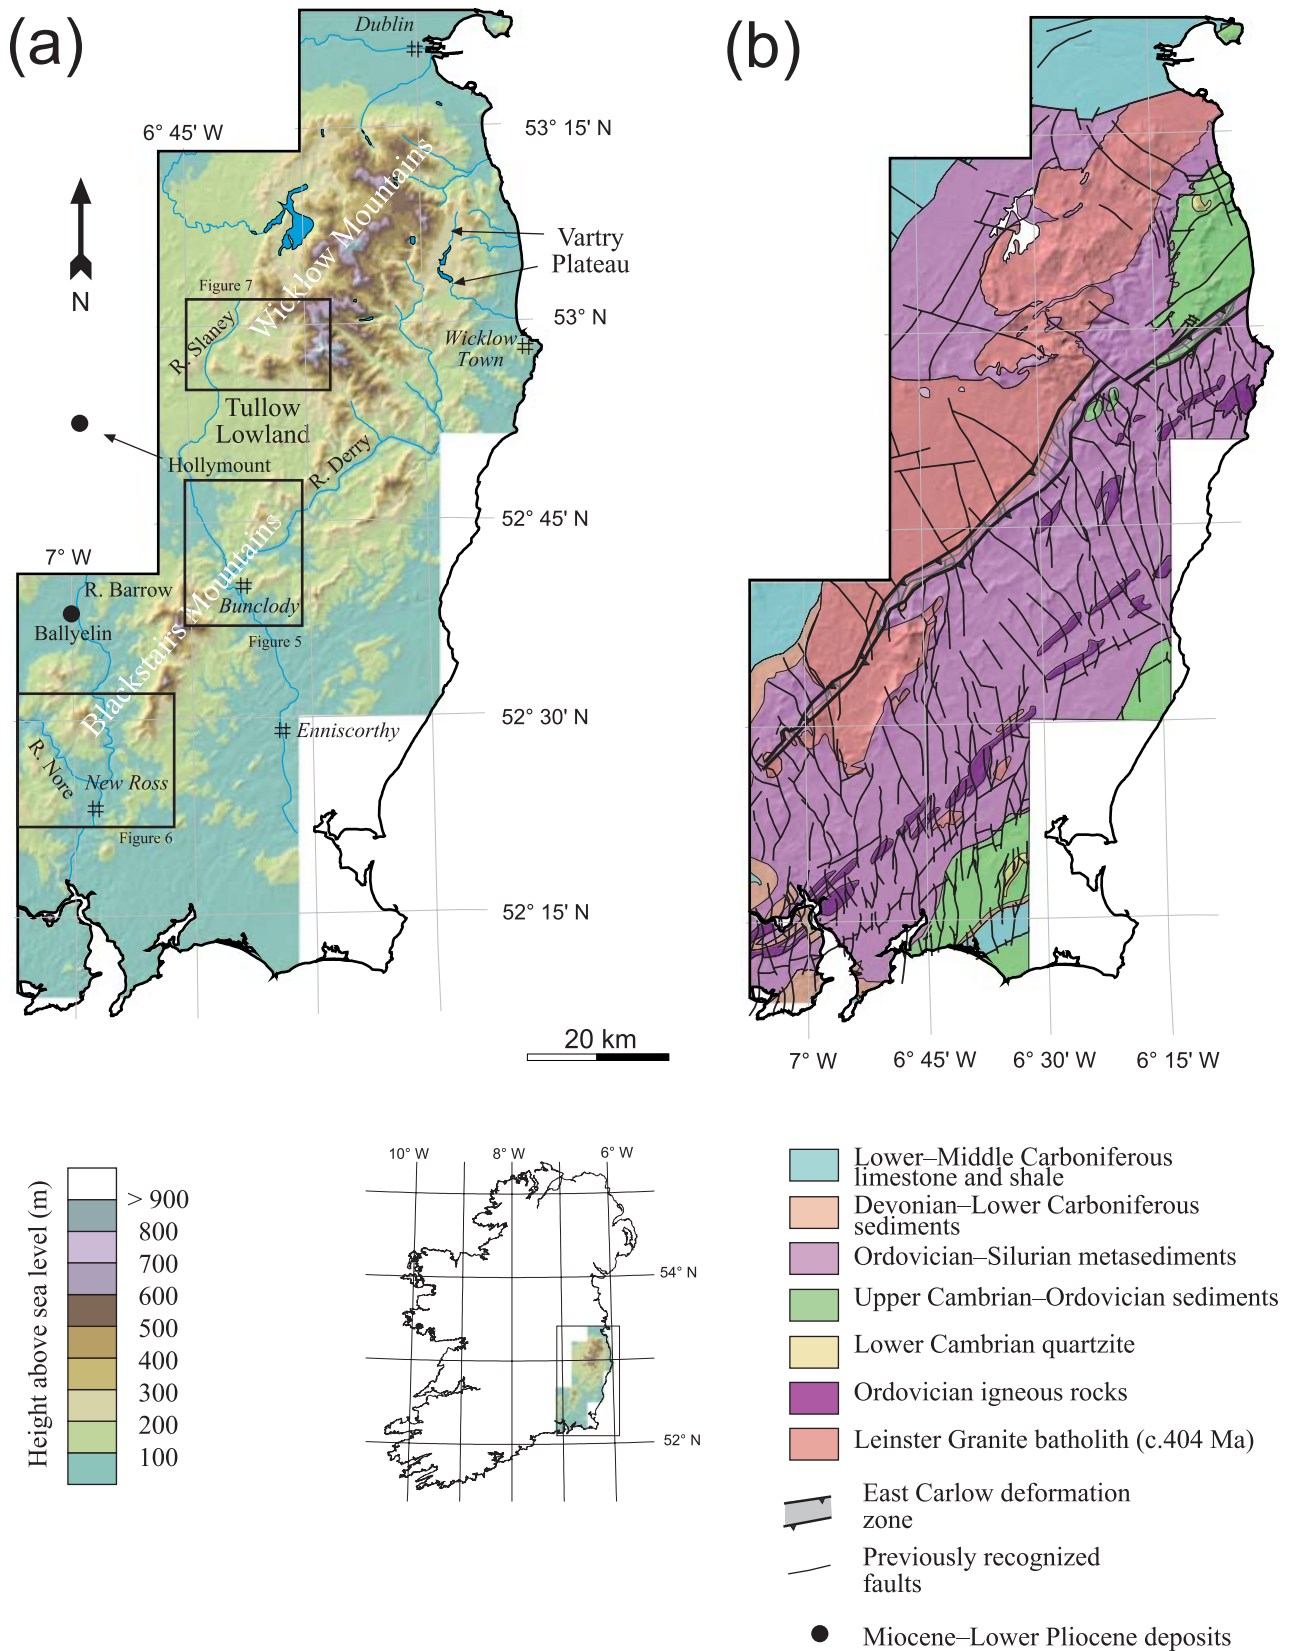 (a)
Dublin
6° 45' W
53° 15' N
Wicklow Mountains
Vartry
Plateau
N
Figure 7
R. Slaney
53° N
Wicklow
Town
Tullow
Lowland
Hollymount
R. Derry
52° 45' N
7° W
R. Barrow
Ballyelin
Bunclody
Blackstairs Mountains
Figure 5
52° 30' N
Enniscorthy
R. Nore
New Ross
Figure 6
52° 15' N
20 km
(b)
7° W
6° 45' W
6° 30' W
6° 15' W
Height above sea level (m)
> 900
800
700
600
500
400
300
200
100
10° W
8° W
6° W
54° N
52° N
Lower–Middle Carboniferous
limestone and shale
Devonian–Lower Carboniferous
sediments
Ordovician–Silurian metasediments
Upper Cambrian–Ordovician sediments
Lower Cambrian quartzite
Ordovician igneous rocks
Leinster Granite batholith (c.404 Ma)
East Carlow deformation
zone
Previously recognized
faults
Miocene–Lower Pliocene deposits